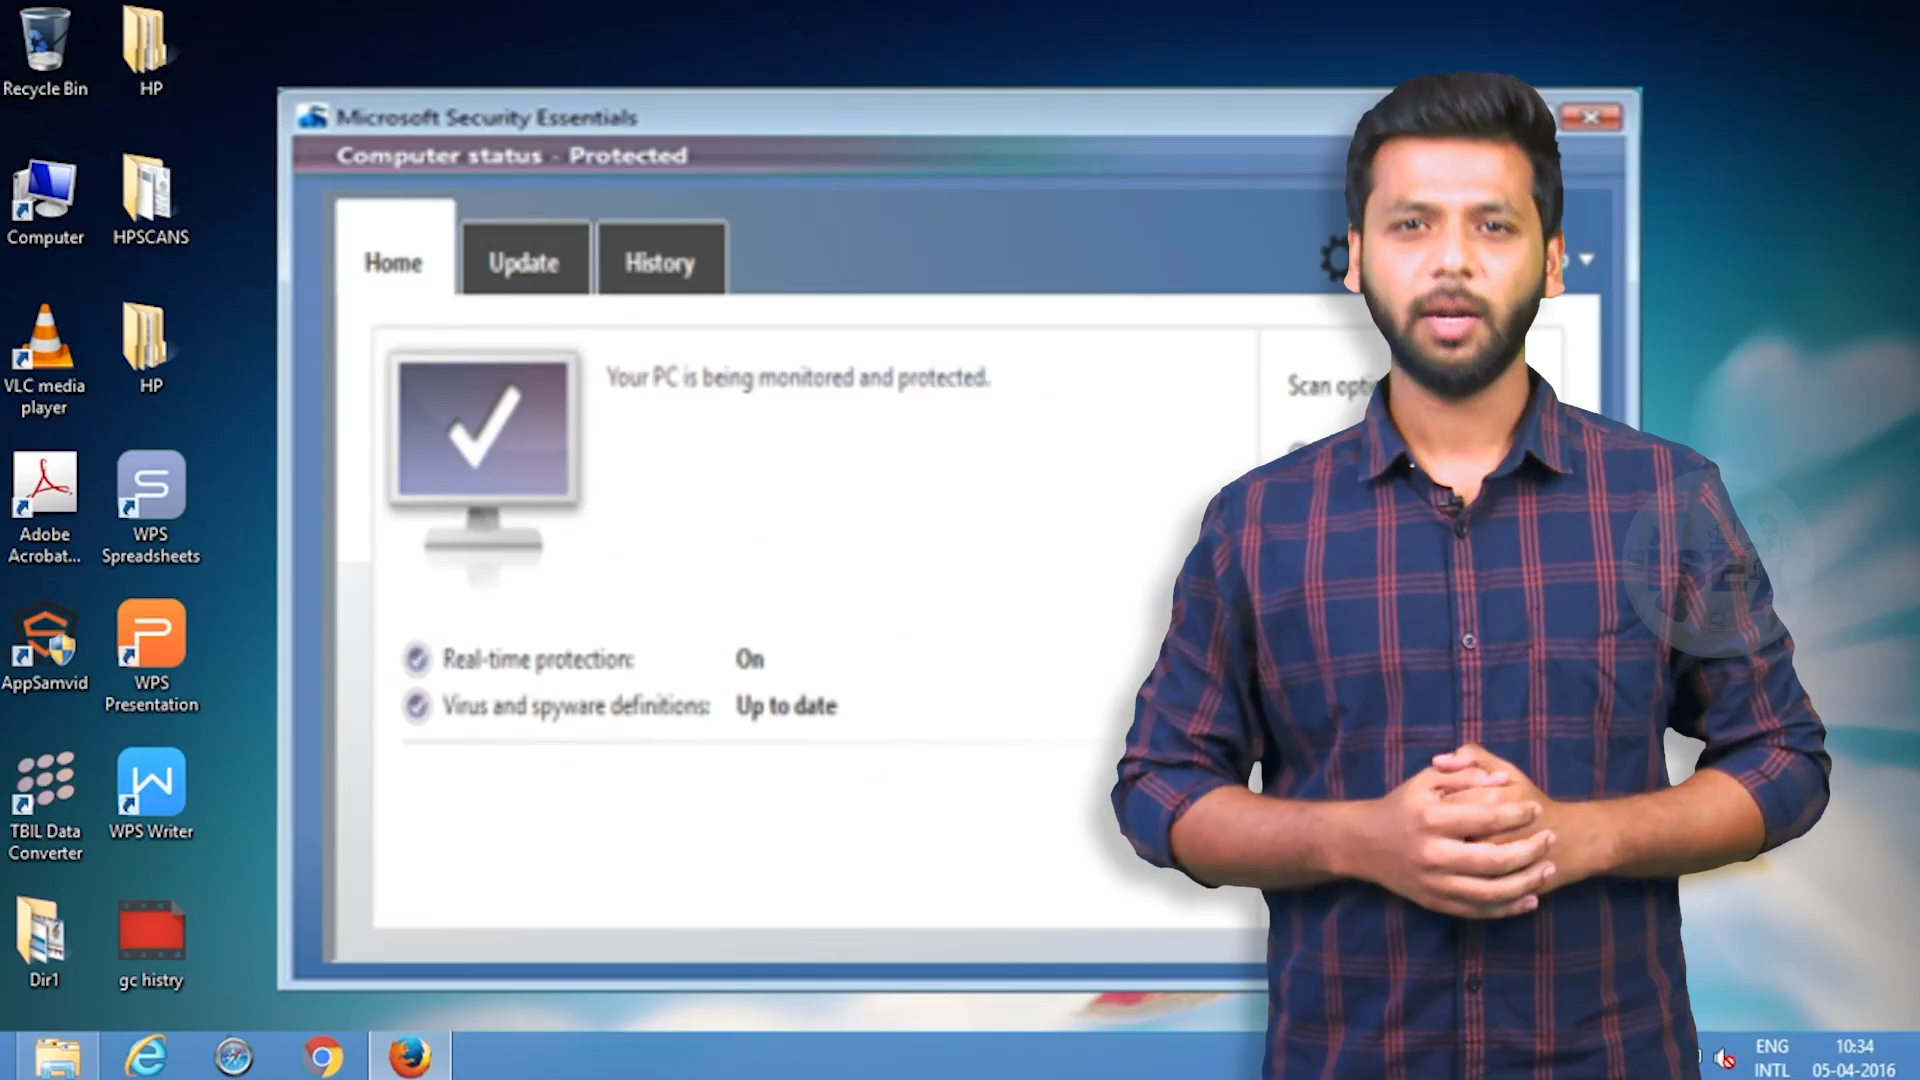 Recycle Bin
HP
Computer
HPSCANS
VLC media
player
HP
Adobe
Acrobat...
WPS
Spreadsheets
AppSamvid
WPS
Presentation
TBIL Data
Converter
WPS Writer
Dir1
gc histry
Microsoft Security Essentials
Computer status - Protected
Home
Update
History
Your PC is being monitored and protected.
Scan
Real-time protection: On
Virus and spyware definitions: Up to date
ENG
INTL
10:34
05-04-2016